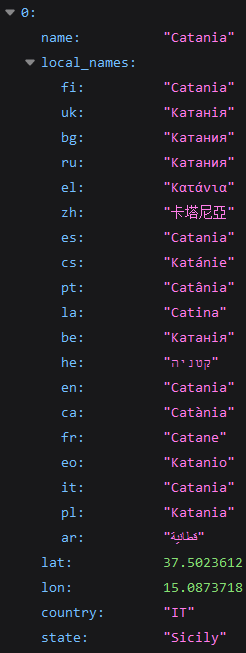 0:
name: "Catania"
local_names:
fi: "Catania"
uk: "Катанія"
bg: "Катания"
ru: "Катания"
el: "Κατάνια"
zh: "卡塔尼亞"
es: "Catania"
cs: "Katánie"
pt: "Catânia"
la: "Catina"
be: "Катанія"
he: "קטניה"
en: "Catania"
ca: "Catània"
fr: "Catane"
eo: "Katanio"
it: "Catania"
pl: "Katania"
ar: "قطانية"
lat: 37.5023612
lon: 15.0873718
country: "IT"
state: "Sicily"